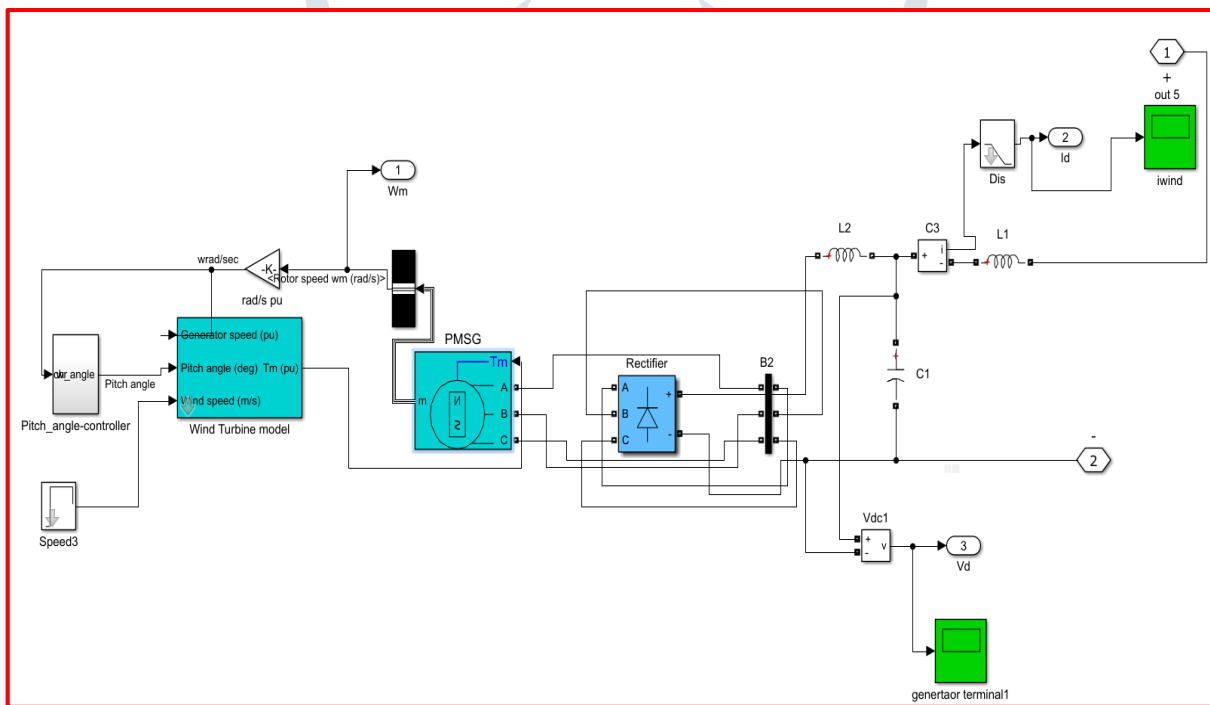 1
+
out 5
iwind
2
Id
Dis
1
Wm
L2
C3
i
+
-
L1
wrad/sec
-K-
<Rotor speed wm (rad/s)>
rad/s pu
PMSG
Tm
m
A
B
C
N
S
Rectifier
A
B
C
+
-
B2
C1
Generator speed (pu)
Pitch angle (deg)
Tm (pu)
Wind speed (m/s)
Wind Turbine model
Pitch angle
Pitch_angle-controller
Speed3
-
2
Vdc1
+
-
v
3
Vd
genertaor terminal1